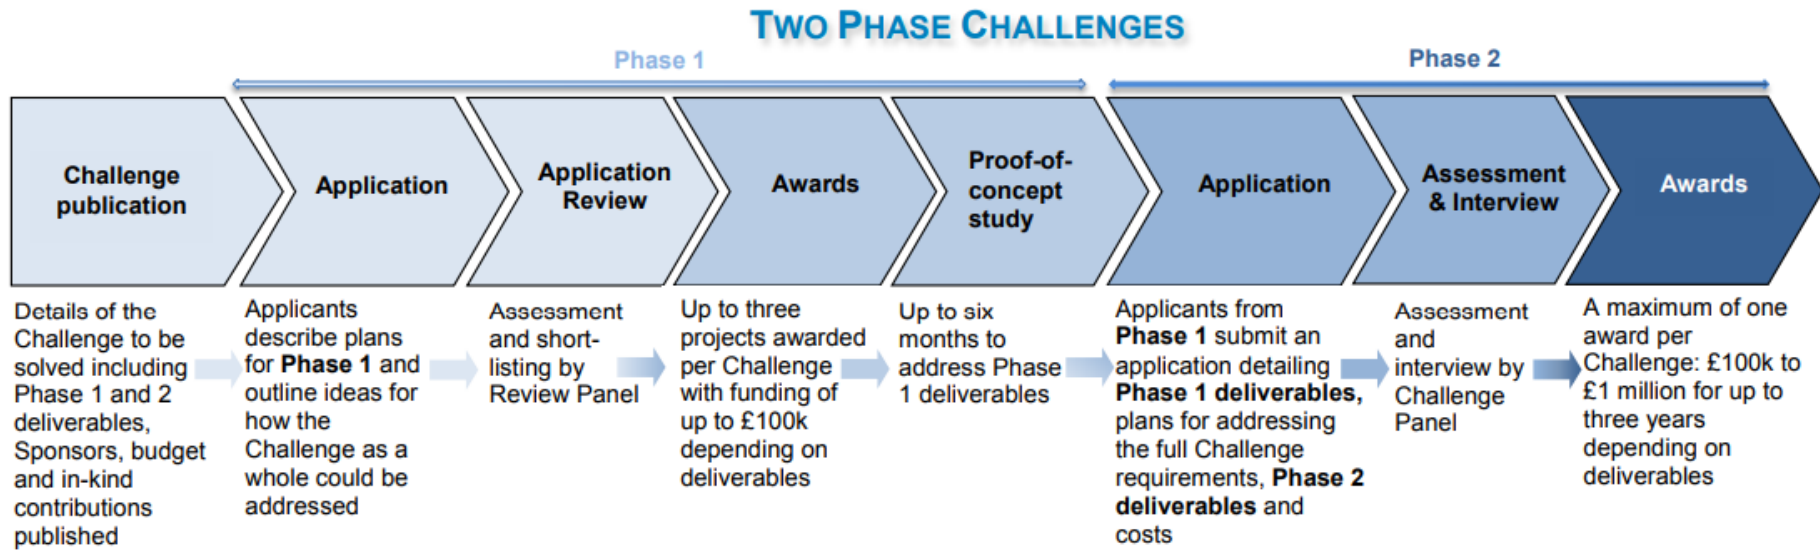 TWO PHASE CHALLENGES
Phase 1
Phase 2
Challenge
publication
Application
Application
Review
Awards
Proof-of-
concept
study
Application
Assessment
& Interview
Awards
Details of the
Challenge to be
solved including
Phase 1 and 2
deliverables,
Sponsors, budget
and in-kind
contributions
published
Applicants
describe plans
for Phase 1 and
outline ideas for
how the
Challenge as a
whole could be
addressed
Assessment
and short-
listing by
Review Panel
Up to three
projects awarded
per Challenge
with funding of
up to £100k
depending on
deliverables
Up to six
months to
address Phase
1 deliverables
Applicants from
Phase 1 submit an
application detailing
Phase 1 deliverables,
plans for addressing
the full Challenge
requirements, Phase 2
deliverables and
costs
Assessment
and
interview by
Challenge
Panel
A maximum of one
award per
Challenge: £100k to
£1 million for up to
three years
depending on
deliverables